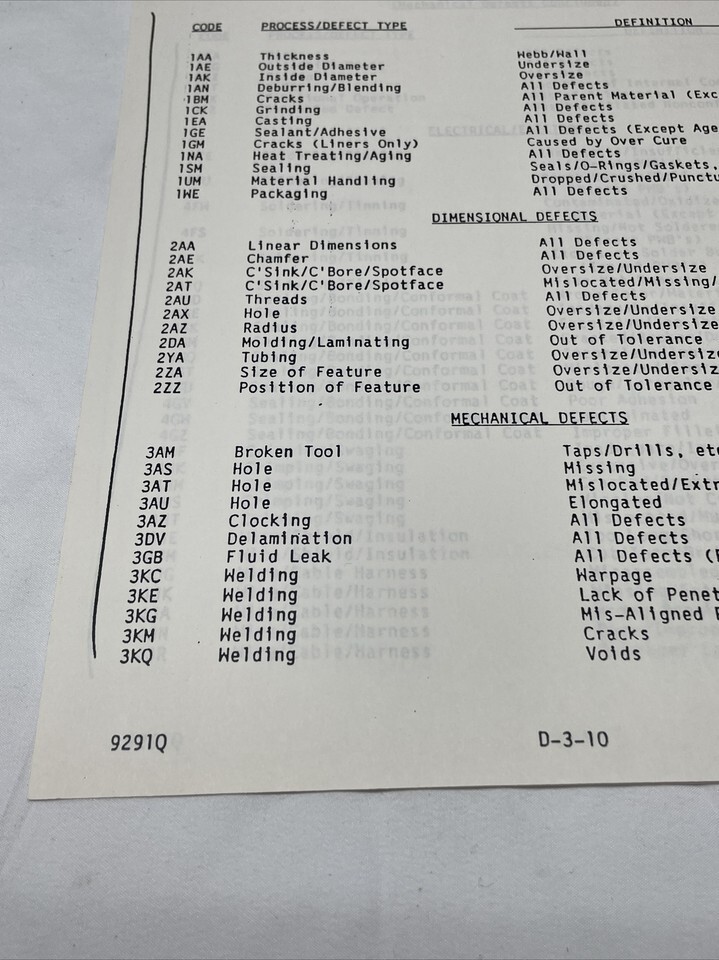 CODE PROCESS/DEFECT TYPE DEFINITION
1AA Thickness Webb/Wall
1AE Outside Diameter Undersize
1AK Inside Diameter Oversize
1AN Deburring/Blending All Defects
1BM Cracks All Parent Material (Exc
1CK Grinding All Defects
1EA Casting All Defects
1GE Sealant/Adhesive All Defects (Except Age
1GM Cracks (Liners Only) Caused by Over Cure
1NA Heat Treating/Aging All Defects
1SM Sealing Seals/O-Rings/Gaskets,
1UM Material Handling Dropped/Crushed/Punctu
1WE Packaging All Defects
DIMENSIONAL DEFECTS
2AA Linear Dimensions All Defects
2AE Chamfer All Defects
2AK C'Sink/C'Bore/Spotface Oversize/Undersize
2AT C'Sink/C'Bore/Spotface Mislocated/Missing/
2AU Threads All Defects
2AX Hole Oversize/Undersize
2AZ Radius Oversize/Undersize
2DA Molding/Laminating Out of Tolerance
2YA Tubing Oversize/Undersize
2ZA Size of Feature Oversize/Undersiz
2ZZ Position of Feature Out of Tolerance
MECHANICAL DEFECTS
3AM Broken Tool Taps/Drills, etc
3AS Hole Missing
3AT Hole Mislocated/Extr
3AU Hole Elongated
3AZ Clocking All Defects
3DV Delamination All Defects
3GB Fluid Leak All Defects (
3KC Welding Warpage
3KE Welding Lack of Penet
3KG Welding Mis-Aligned
3KM Welding Cracks
3KQ Welding Voids
9291Q D-3-10